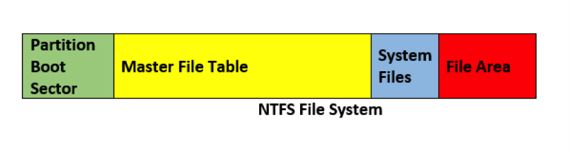 Partition
Boot
Sector
Master File Table
System
Files
File Area
NTFS File System